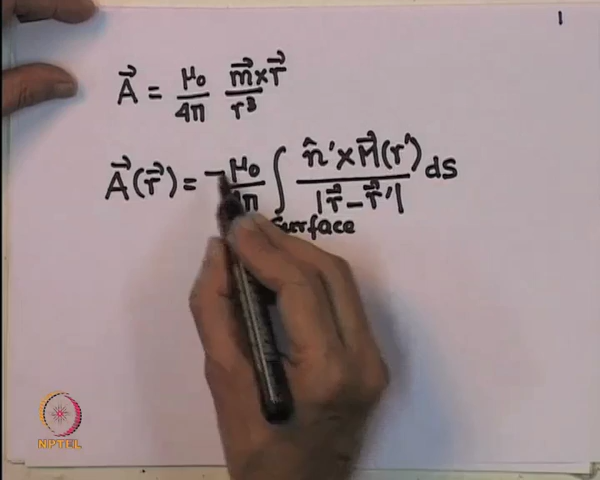 1
A⃗ = μ₀/4π m⃗×r⃗/r³
A⃗(r⃗) = -μ₀/4π ∫ n̂'×M⃗(r')/|r⃗-r⃗'| dS
Surface
NPTEL